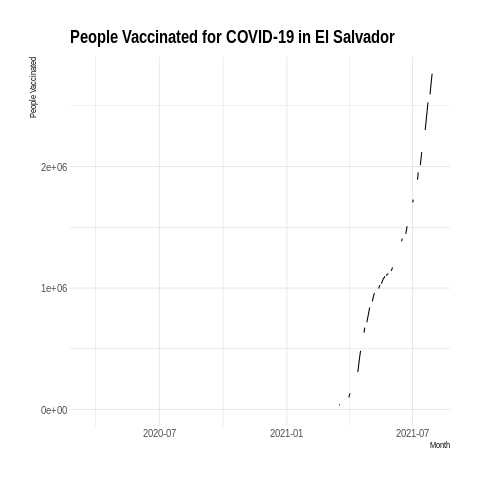 People Vaccinated for COVID-19 in El Salvador
People Vaccinated
2e+06
1e+06
0e+00
2020-07 2021-01 2021-07
Month